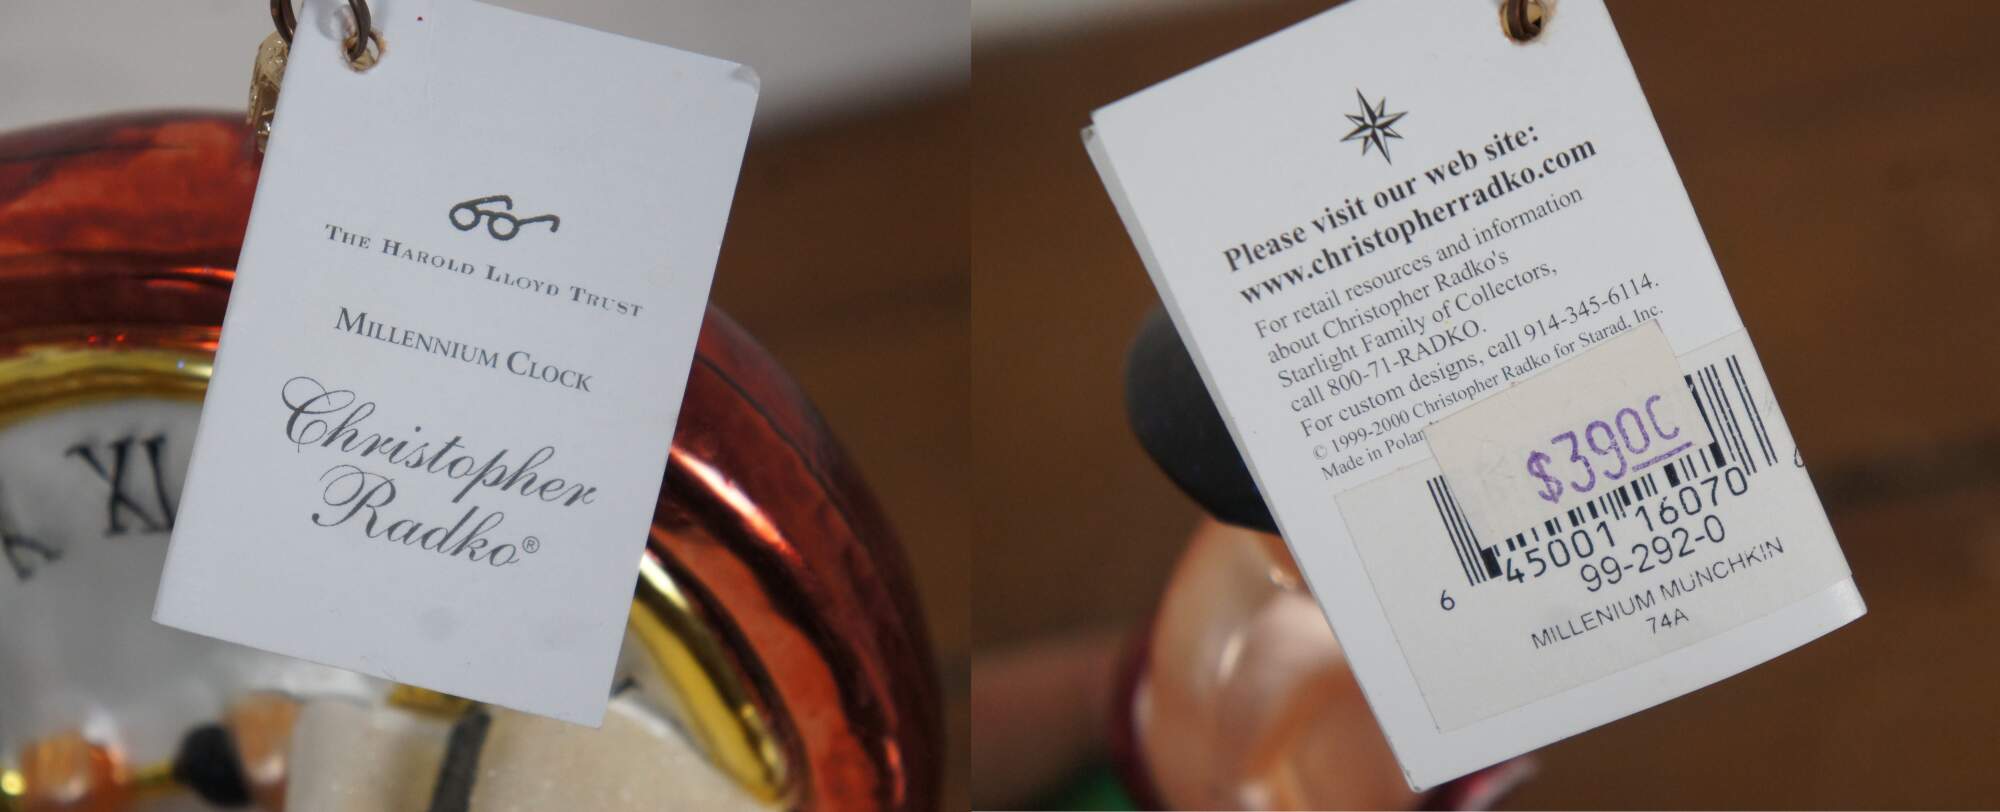 THE HAROLD LLOYD TRUST
MILLENNIUM CLOCK
Christopher
Radko®
XI
Please visit our web site:
www.christopherradko.com
For retail resources and information
about Christopher Radko's
Starlight Family of Collectors,
call 800-71-RADKO.
For custom designs, call 914-345-6114.
© 1999-2000 Christopher Radko for Starad, Inc.
Made in Polan
$390C
6 45001 16070
99-292-0
MILLENIUM MUNCHKIN
74A